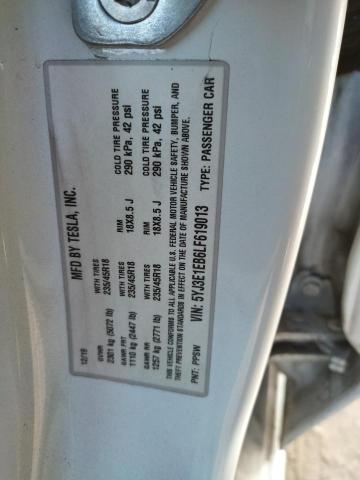 MFD BY TESLA, INC.
12/19
GVWR
2301 kg (5072 lb)
GAWR FRT WITH TIRES RIM COLD TIRE PRESSURE
1110 kg (2447 lb) 235/45R18 18X8.5 J 290 kPa, 42 psi
GAWR RR WITH TIRES RIM COLD TIRE PRESSURE
1257 kg (2771 lb) 235/45R18 18X8.5 J 290 kPa, 42 psi
THIS VEHICLE CONFORMS TO ALL APPLICABLE U.S. FEDERAL MOTOR VEHICLE SAFETY, BUMPER, AND
THEFT PREVENTION STANDARDS IN EFFECT ON THE DATE OF MANUFACTURE SHOWN ABOVE.
VIN: 5YJ3E1EB6LF619013 TYPE: PASSENGER CAR
PNT: PPSW